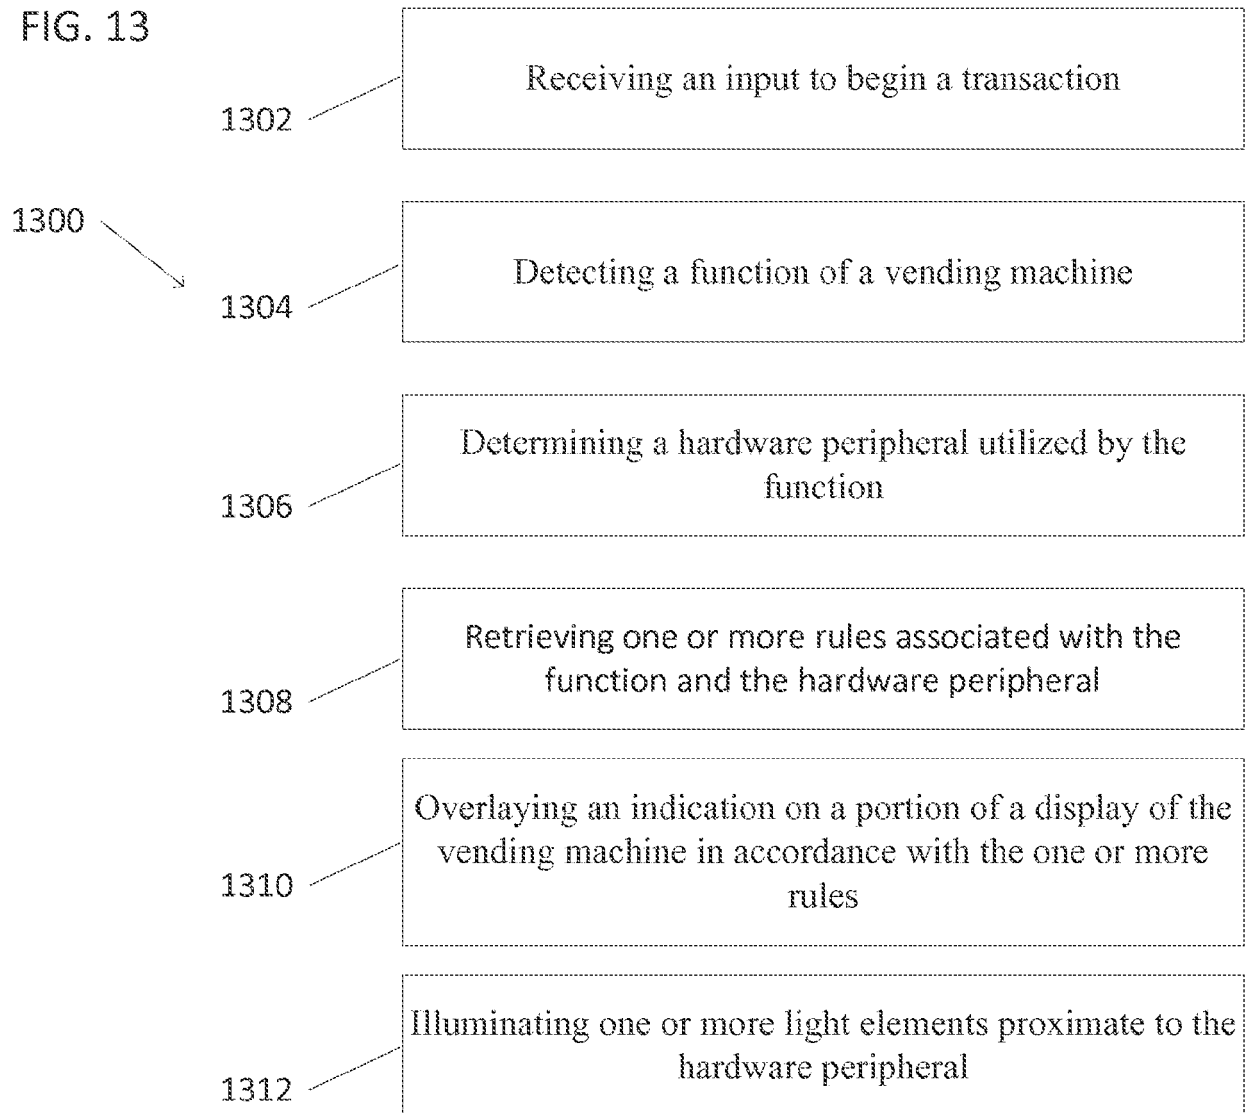 FIG. 13
Receiving an input to begin a transaction
1302
1300
Detecting a function of a vending machine
1304
Determining a hardware peripheral utilized by the
function
1306
Retrieving one or more rules associated with the
function and the hardware peripheral
1308
Overlaying an indication on a portion of a display of the
vending machine in accordance with the one or more
rules
1310
Illuminating one or more light elements proximate to the
hardware peripheral
1312